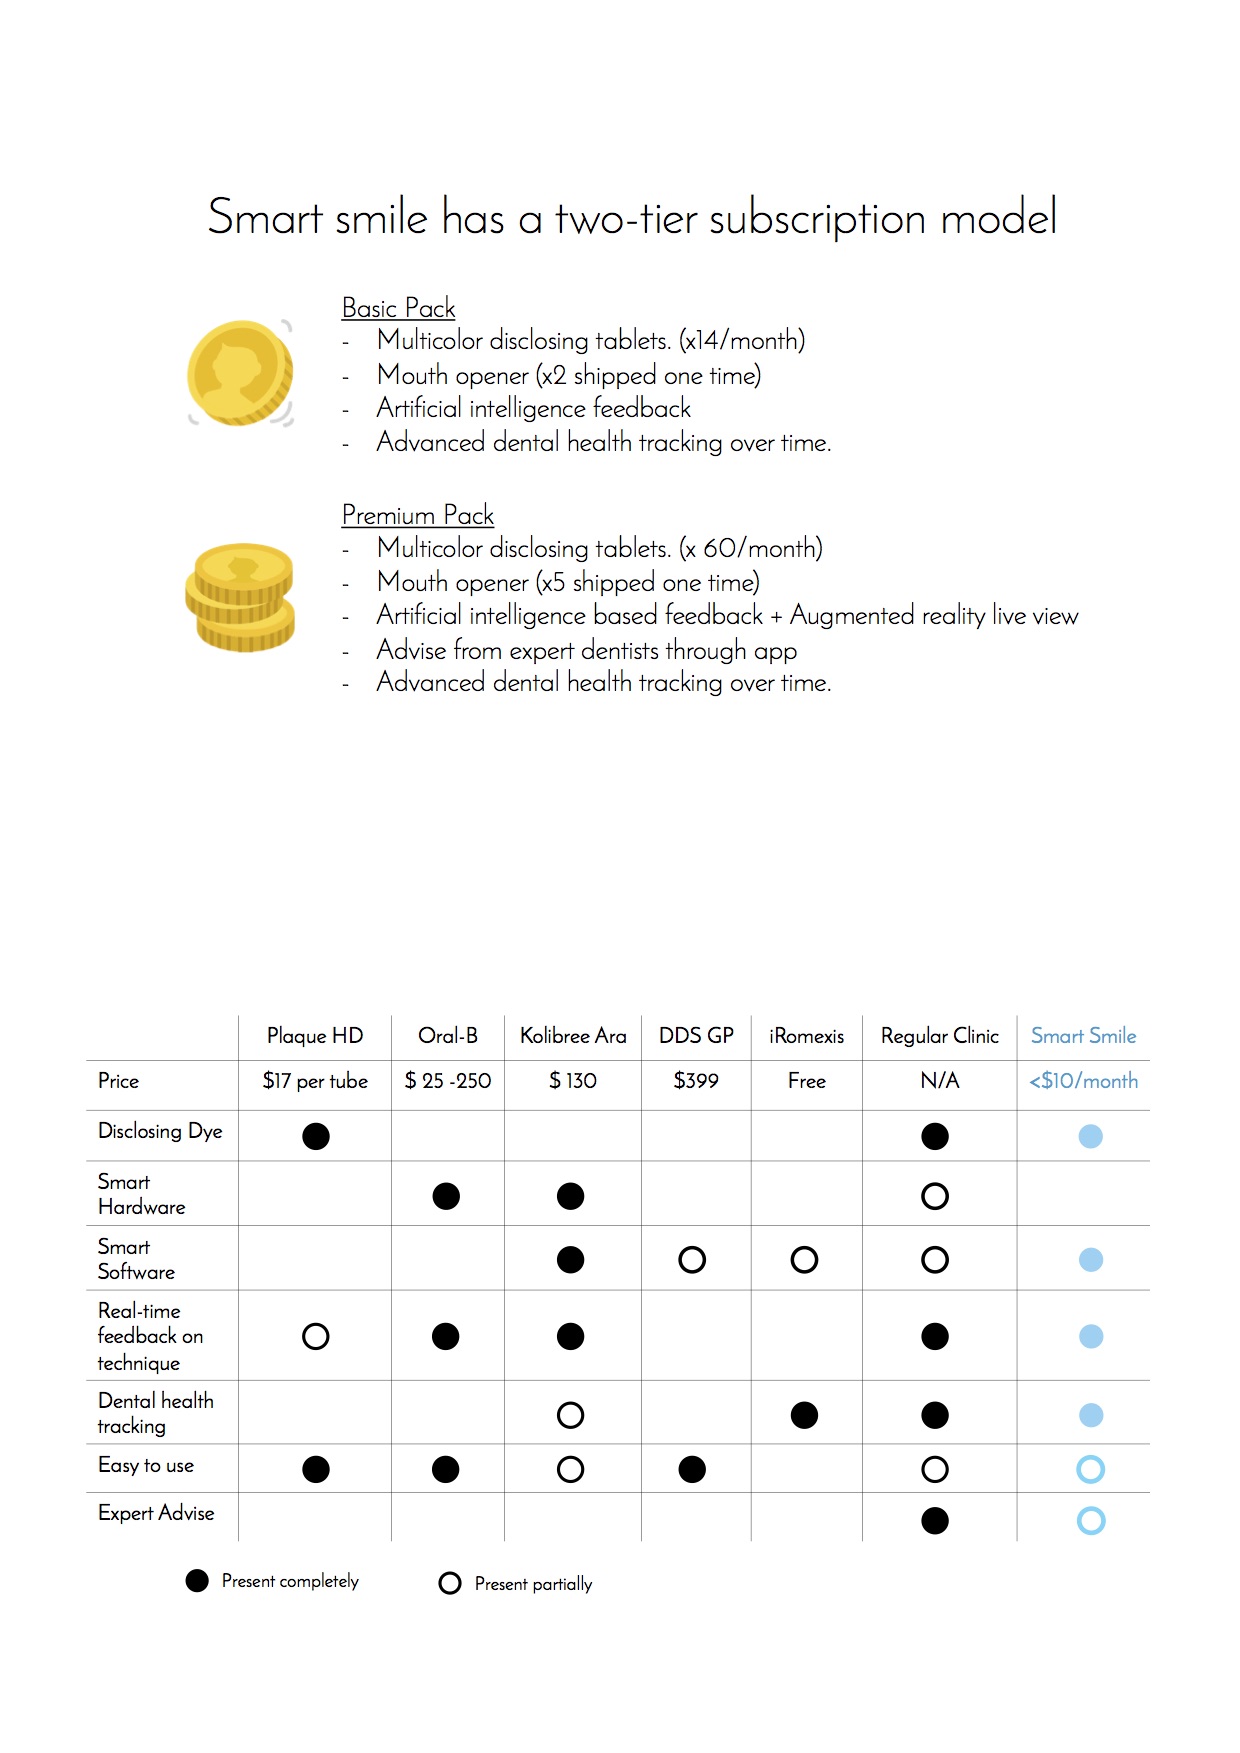 Smart smile has a two-tier subscription model
Basic Pack
- Multicolor disclosing tablets. (x14/month)
- Mouth opener (x2 shipped one time)
- Artificial intelligence feedback
- Advanced dental health tracking over time.
Premium Pack
- Multicolor disclosing tablets. (x 60/month)
- Mouth opener (x5 shipped one time)
- Artificial intelligence based feedback + Augmented reality live view
- Advise from expert dentists through app
- Advanced dental health tracking over time.
Plaque HD Oral-B Kolibree Ara DDS GP iRomexis Regular Clinic Smart Smile
Price $17 per tube $ 25 -250 $ 130 $399 Free N/A <$10/month
Disclosing Dye
Smart
Hardware
Smart
Software
Real-time
feedback on
technique
Dental health
tracking
Easy to use
Expert Advise
Present completely Present partially